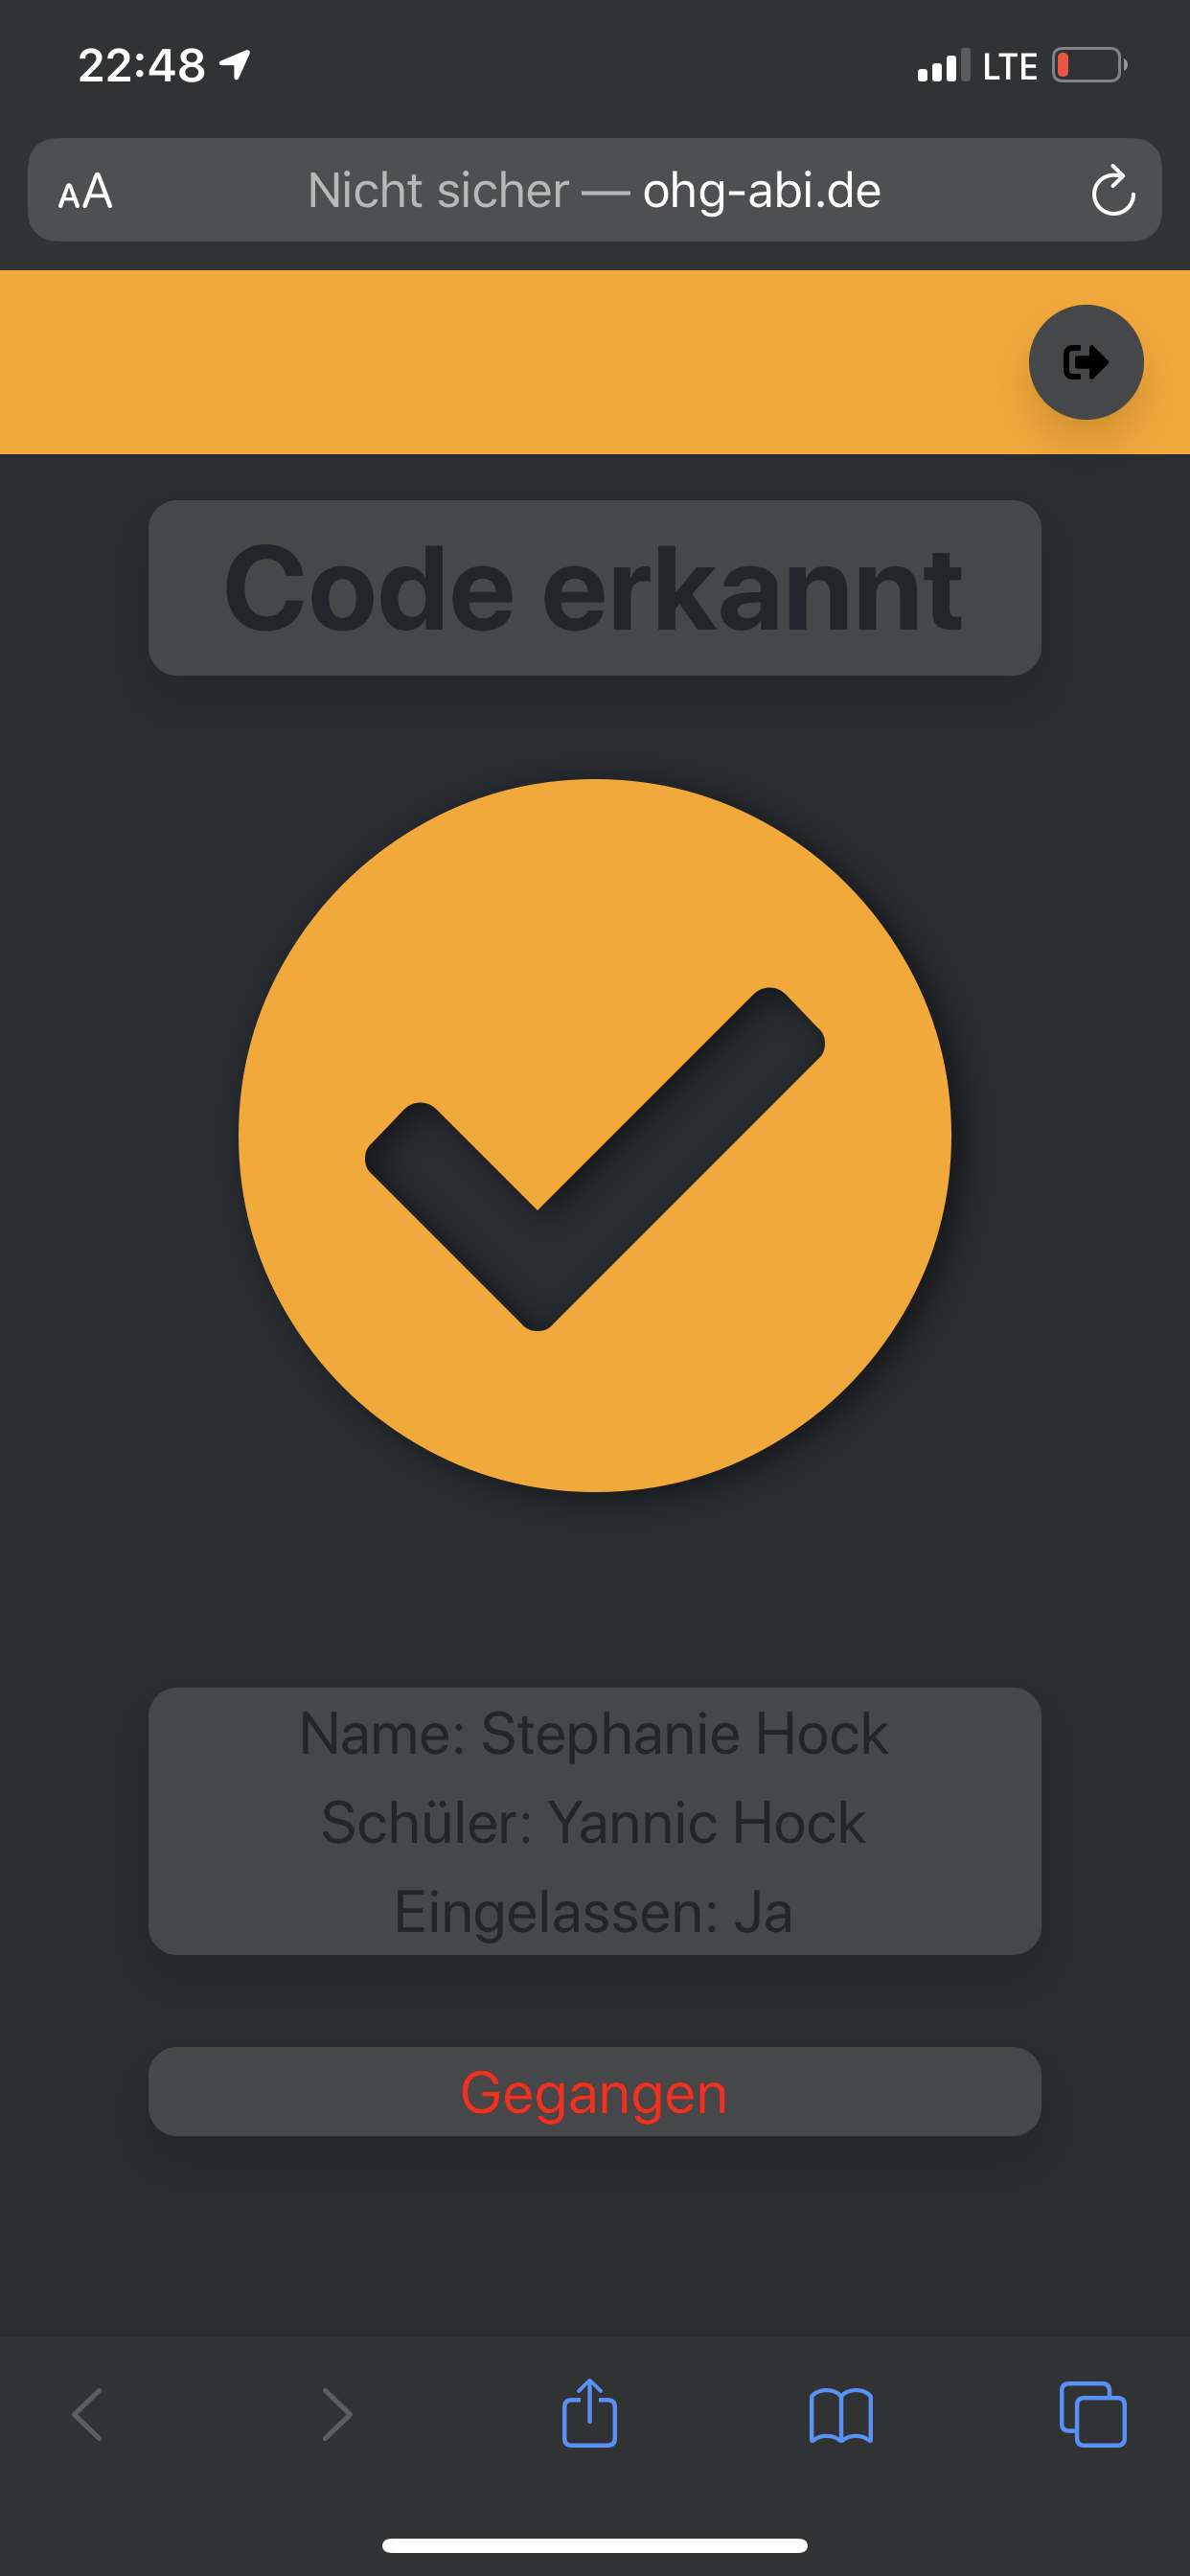 22:48 LTE
AA Nicht sicher — ohg-abi.de
Code erkannt
Name: Stephanie Hock
Schüler: Yannic Hock
Eingelassen: Ja
Gegangen